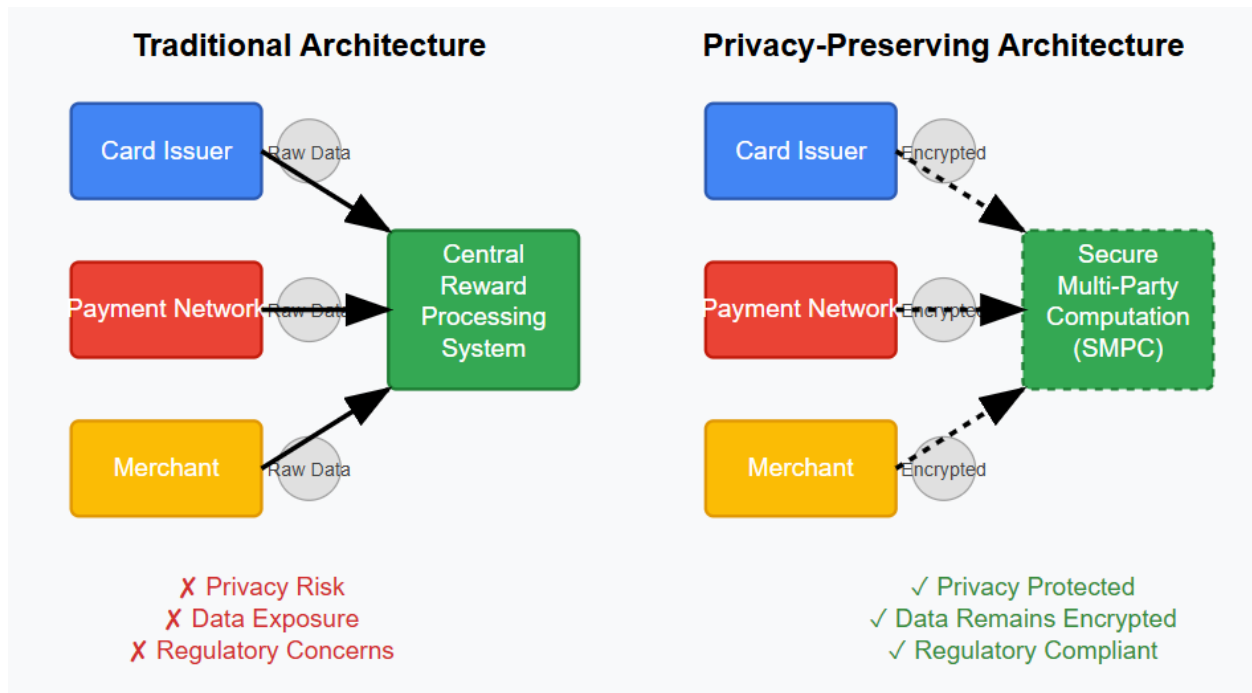 Traditional Architecture
Card Issuer
Raw Data
Payment Network
Raw Data
Merchant
Raw Data
Central
Reward
Processing
System
✗ Privacy Risk
✗ Data Exposure
✗ Regulatory Concerns
Privacy-Preserving Architecture
Card Issuer
Encrypted
Payment Network
Encrypted
Merchant
Encrypted
Secure
Multi-Party
Computation
(SMPC)
✓ Privacy Protected
✓ Data Remains Encrypted
✓ Regulatory Compliant